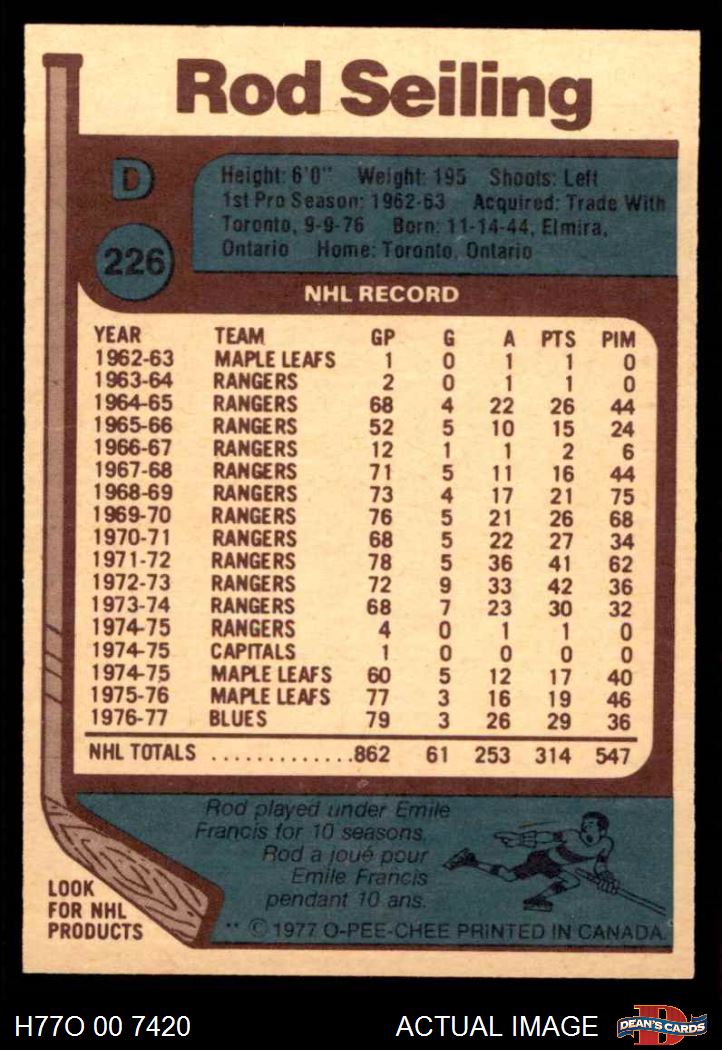 Rod Seiling
D
Height: 6'0" Weight: 195 Shoots: Left
1st Pro Season: 1962-63 Acquired: Trade With
Toronto, 9-9-76 Born: 11-14-44, Elmira,
Ontario Home: Toronto, Ontario
226
NHL RECORD
YEAR TEAM GP G A PTS PIM
1962-63 MAPLE LEAFS 1 0 1 1 0
1963-64 RANGERS 2 0 1 1 0
1964-65 RANGERS 68 4 22 26 44
1965-66 RANGERS 52 5 10 15 24
1966-67 RANGERS 12 1 1 2 6
1967-68 RANGERS 71 5 11 16 44
1968-69 RANGERS 73 4 17 21 75
1969-70 RANGERS 76 5 21 26 68
1970-71 RANGERS 68 5 22 27 34
1971-72 RANGERS 78 5 36 41 62
1972-73 RANGERS 72 9 33 42 36
1973-74 RANGERS 68 7 23 30 32
1974-75 RANGERS 4 0 1 1 0
1974-75 CAPITALS 1 0 0 0 0
1974-75 MAPLE LEAFS 60 5 12 17 40
1975-76 MAPLE LEAFS 77 3 16 19 46
1976-77 BLUES 79 3 26 29 36
NHL TOTALS .............862 61 253 314 547
Rod played under Emile
Francis for 10 seasons.
Rod a joué pour
Emile Francis
pendant 10 ans.
LOOK
FOR NHL
PRODUCTS
** © 1977 O-PEE-CHEE PRINTED IN CANADA.
H77O 00 7420 ACTUAL IMAGE
D
DEAN'S CARDS